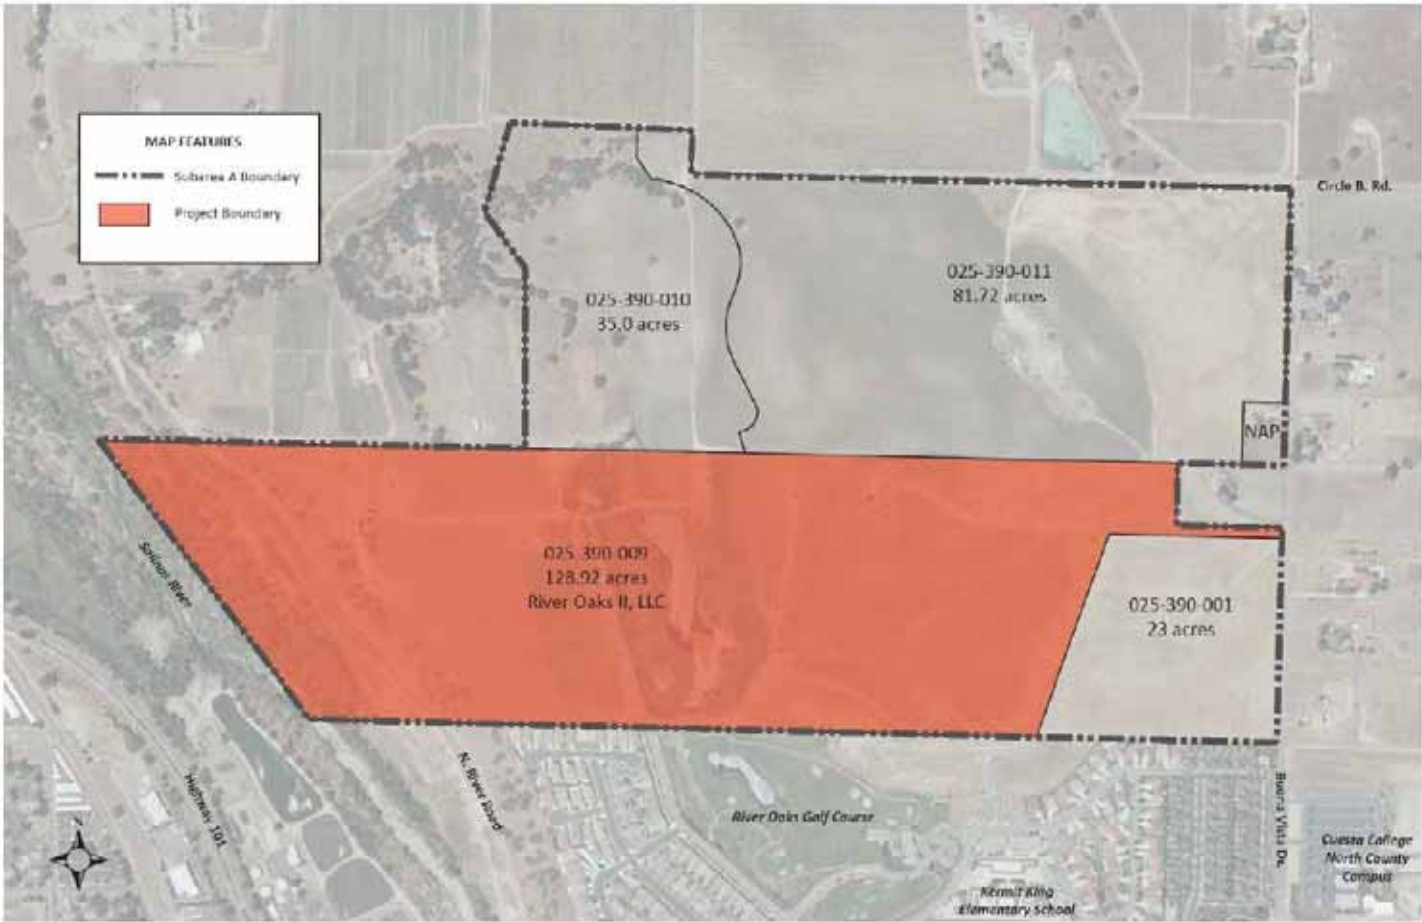 MAP FEATURES
Subarea A Boundary
Project Boundary
Circle B. Rd.
025-390-011
81.72 acres
025-390-010
35.0 acres
NAP
025-390-009
128.92 acres
River Oaks II, LLC
025-390-001
23 acres
Salinas River
Highway 101
N. River Road
River Oaks Golf Course
Buena Vista Dr.
Cuesta College
North County
Campus
Kermit King
Elementary School